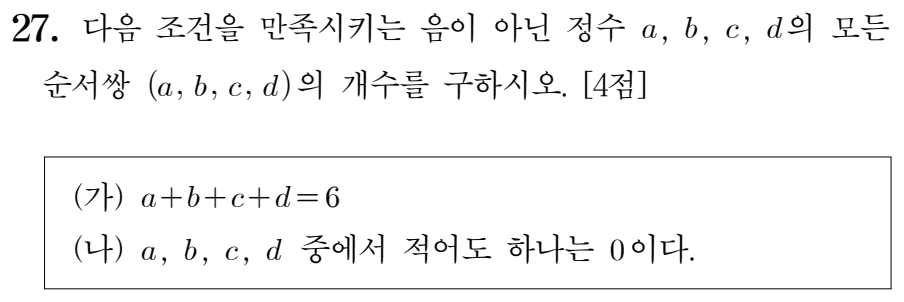 27. 다음 조건을 만족시키는 음이 아닌 정수 a, b, c, d의 모든
순서쌍 (a, b, c, d)의 개수를 구하시오. [4점]
(가) a+b+c+d=6
(나) a, b, c, d 중에서 적어도 하나는 0이다.